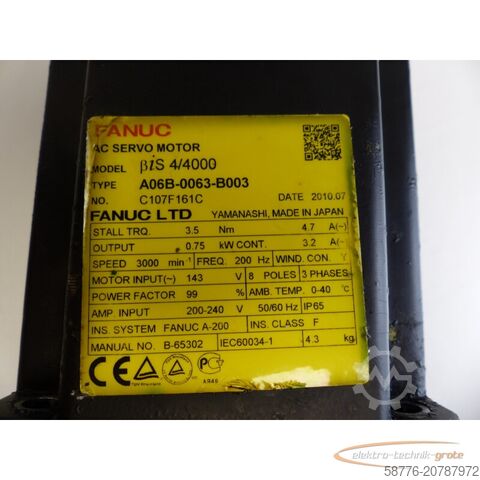 FANUC
AC SERVO MOTOR
MODEL βiS 4/4000
TYPE A06B-0063-B003
NO. C107F161C DATE 2010.07
FANUC LTD YAMANASHI, MADE IN JAPAN
STALL TRQ. 3.5 Nm 4.7 A(~)
OUTPUT 0.75 kW CONT. 3.2 A(~)
SPEED 3000 min⁻¹ FREQ. 200 Hz WIND. CON. Y
MOTOR INPUT(~) 143 V 8 POLES 3 PHASES
POWER FACTOR 99 % AMB. TEMP. 0-40 ℃
AMP INPUT 200-240 V 50/60 Hz IP65
INS. SYSTEM FANUC A-200 INS. CLASS F
MANUAL NO. B-65302 IEC60034-1 4.3 kg
CE
elektro-technik-grote
58776-20787972